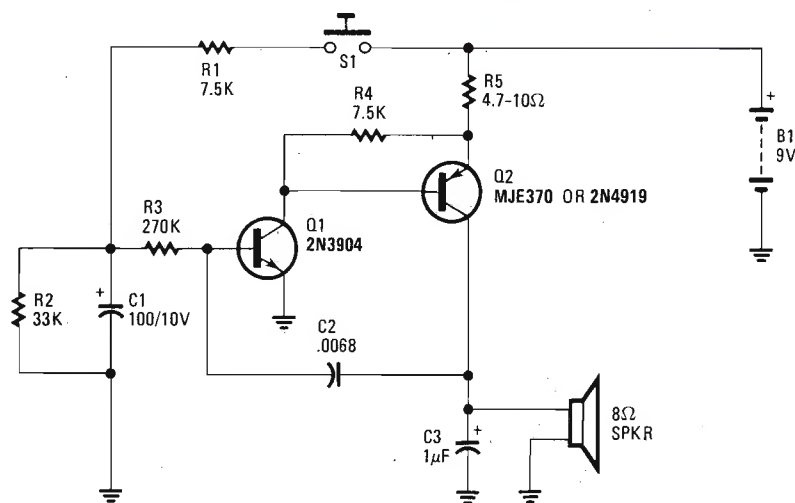 R1
7.5K
S1
R5
4.7-10Ω
R4
7.5K
+
B1
9V
Q2
MJE370 OR 2N4919
R3
270K
Q1
2N3904
R2
33K
+
C1
100/10V
C2
.0068
C3
1μF
+
8Ω
SPKR